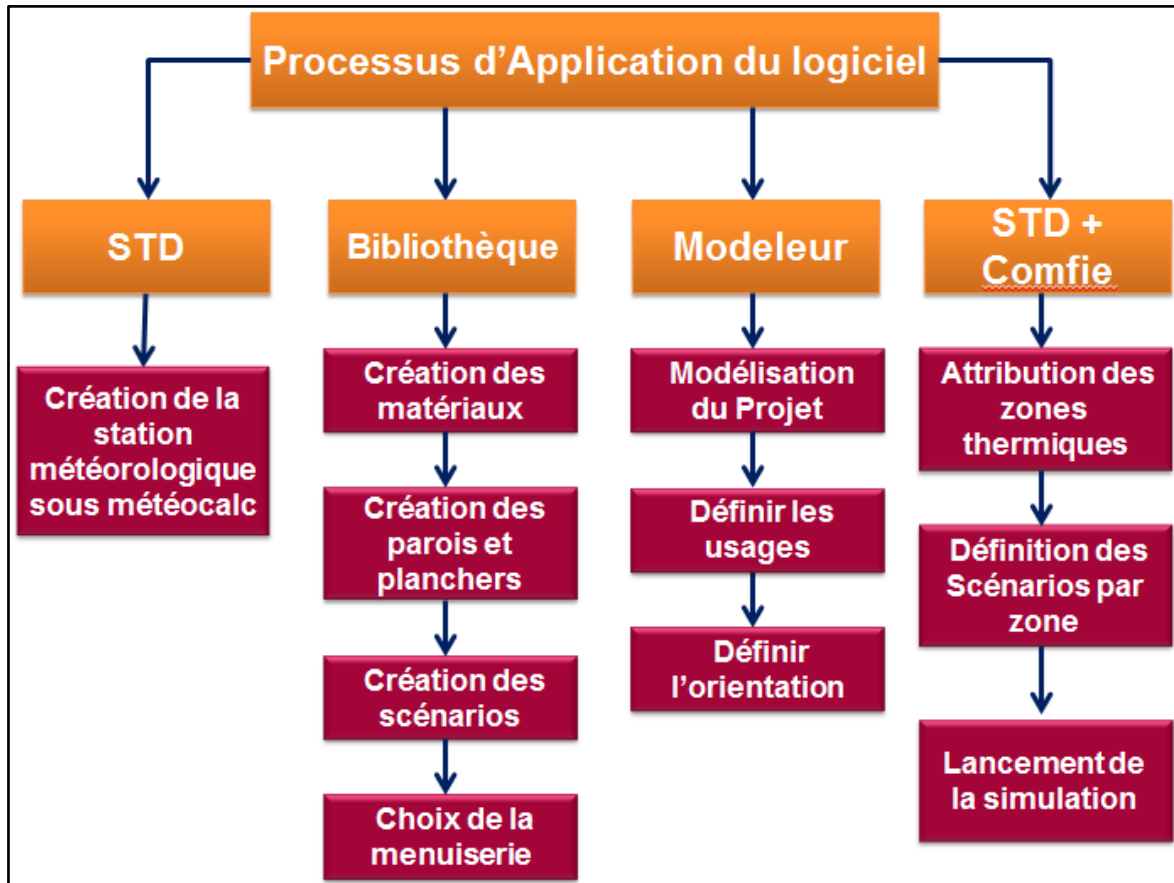 Processus d'Application du logiciel
STD
Création de la
station
météorologique
sous météocalc
Bibliothèque
Création des
matériaux
Création des
parois et
planchers
Création des
scénarios
Choix de la
menuiserie
Modeleur
Modélisation
du Projet
Définir les
usages
Définir
l'orientation
STD +
Comfie
Attribution des
zones
thermiques
Définition des
Scénarios par
zone
Lancement de
la simulation